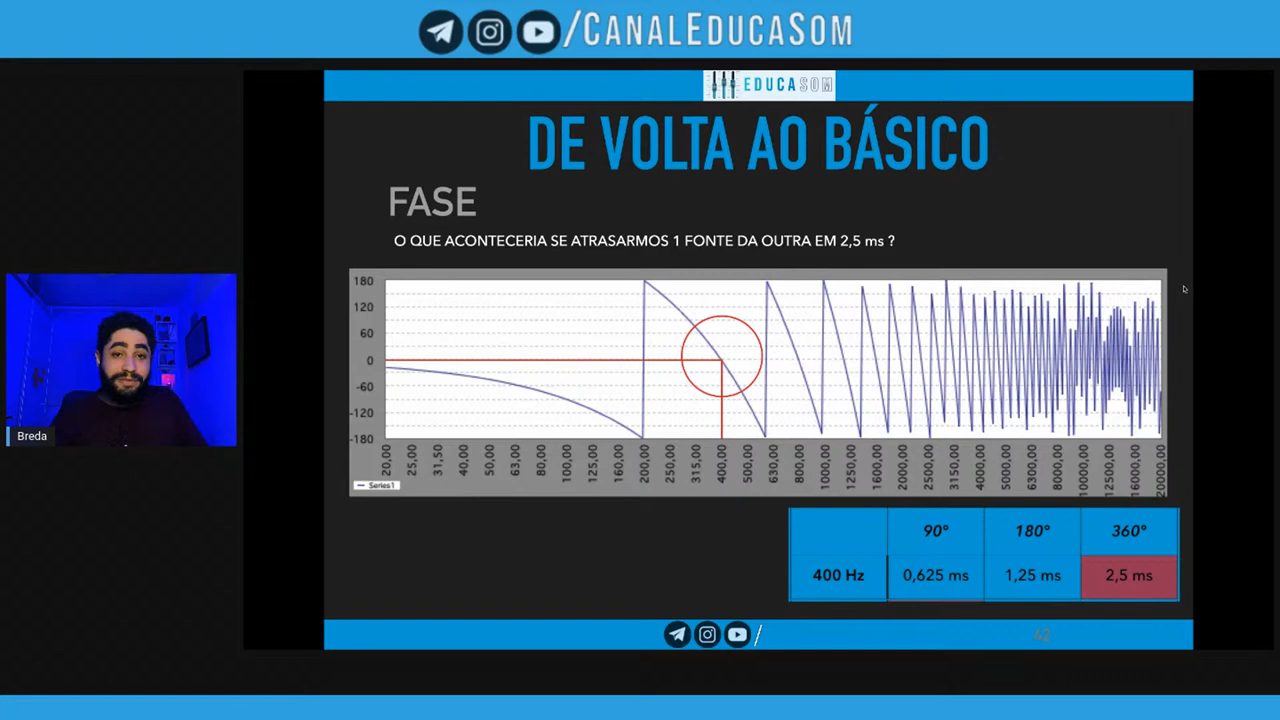 /CANALEDUCASOM
EDUCASOM
DE VOLTA AO BÁSICO
FASE
O QUE ACONTECERIA SE ATRASARMOS 1 FONTE DA OUTRA EM 2,5 ms ?
180
120
60
0
-60
-120
-180
20,00 25,00 31,50 40,00 50,00 63,00 80,00 100,00 125,00 160,00 200,00 250,00 315,00 400,00 500,00 630,00 800,00 1000,00 1250,00 1600,00 2000,00 2500,00 3150,00 4000,00 5000,00 6300,00 8000,00 10000,00 12500,00 16000,00 20000,00
Series1
90° 180° 360°
400 Hz 0,625 ms 1,25 ms 2,5 ms
Breda
/
42